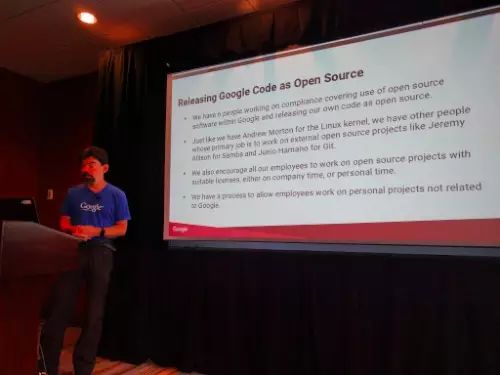 Releasing Google Code as Open Source
• We have a people working on compliance covering use of open source
software within Google and releasing our own code as open source.
• Just like we have Andrew Morton for the Linux kernel, we have other people
whose primary job is to work on external open source projects like Jeremy
Allison for Samba and Junio Hamano for Git.
• We also encourage all our employees to work on open source projects with
suitable licenses, either on company time, or personal time.
• We have a process to allow employees work on personal projects not related
to Google.
Google
Google